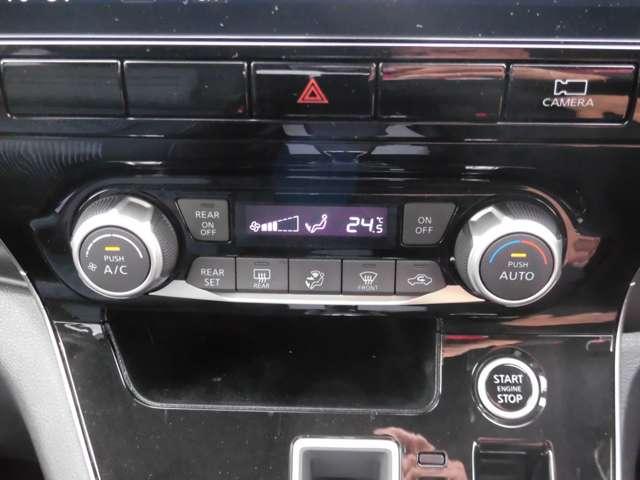 CAMERA
REAR
ON
OFF
24.5°C
ON
OFF
PUSH
A/C
PUSH
AUTO
REAR
SET
REAR
FRONT
START
ENGINE
STOP